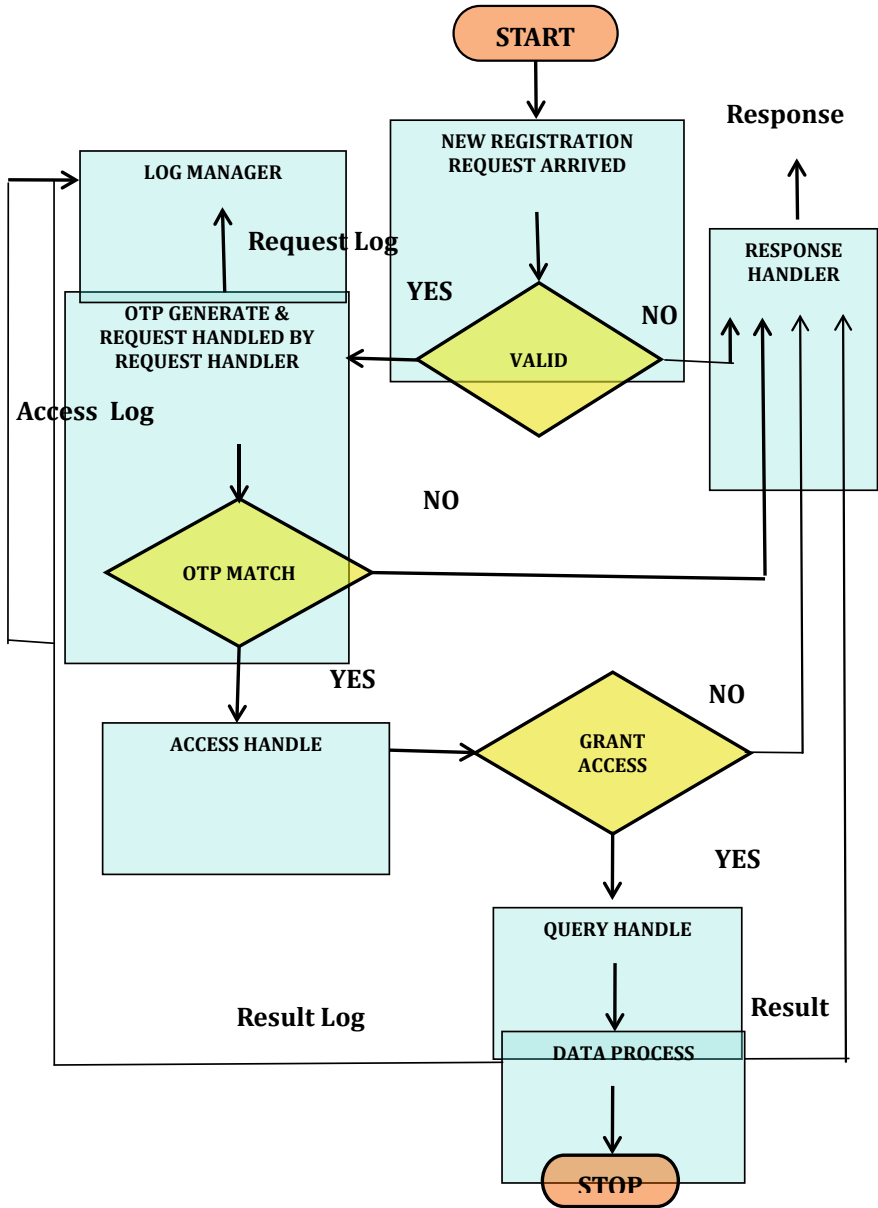 START
NEW REGISTRATION
REQUEST ARRIVED
Response
LOG MANAGER
Request Log
RESPONSE
HANDLER
YES
NO
OTP GENERATE &
REQUEST HANDLED BY
REQUEST HANDLER
VALID
Access Log
NO
OTP MATCH
YES
NO
ACCESS HANDLE
GRANT
ACCESS
YES
QUERY HANDLE
Result Log
Result
DATA PROCESS
STOP